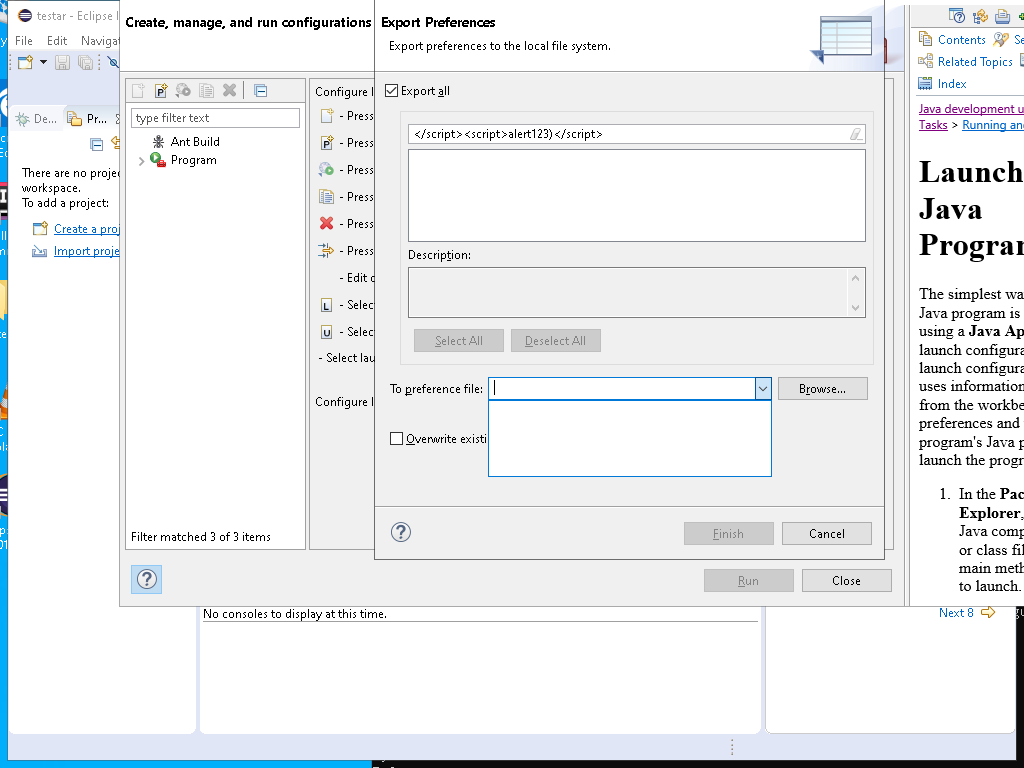 testar - Eclipse I
File Edit Navigat
De...
Pr...
There are no proje
workspace.
To add a project:
Create a proj
Import proje
Create, manage, and run configurations
type filter text
Ant Build
Program
Filter matched 3 of 3 items
Configure l
- Press
- Press
- Press
- Press
- Press
- Press
- Edit c
- Selec
- Selec
- Select lau
Configure l
Run
Close
Export Preferences
Export preferences to the local file system.
Export all
</script><script>alert123)</script>
Description:
Select All
Deselect All
To preference file:
Browse...
Overwrite existi
Finish
Cancel
Contents
Se
Related Topics
Index
Java development u
Tasks > Running and
Launch
Java
Program
The simplest wa
Java program is
using a Java Ap
launch configura
launch configura
uses information
from the workbe
preferences and
program's Java p
launch the progr
1. In the Pac
Explorer,
Java comp
or class fil
main meth
to launch.
Next 8
No consoles to display at this time.